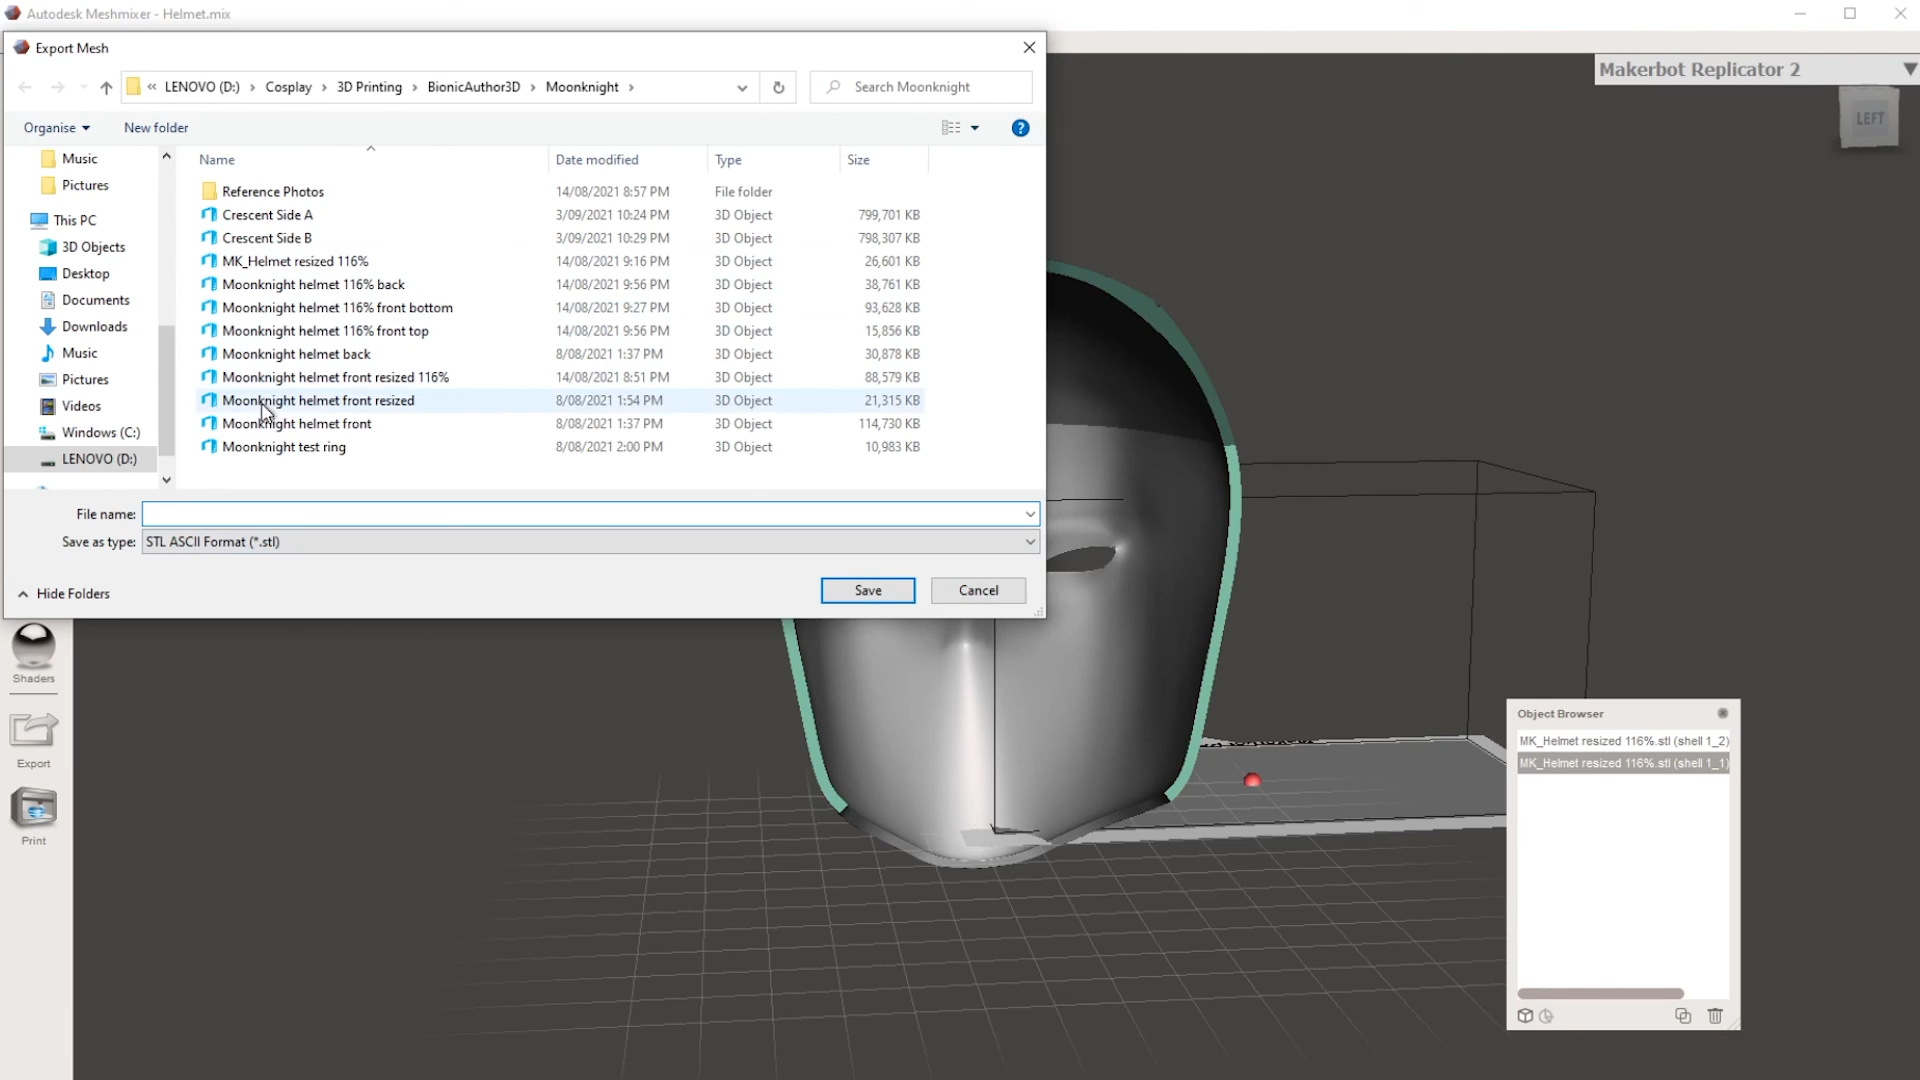 Autodesk Meshmixer - Helmet.mix
Export Mesh
« LENOVO (D:) › Cosplay › 3D Printing › BionicAuthor3D › Moonknight ›
Search Moonknight
Makerbot Replicator 2
LEFT
Organise
New folder
Music
Pictures
This PC
3D Objects
Desktop
Documents
Downloads
Music
Pictures
Videos
Windows (C:)
LENOVO (D:)
Name Date modified Type Size
Reference Photos 14/08/2021 8:57 PM File folder
Crescent Side A 3/09/2021 10:24 PM 3D Object 799,701 KB
Crescent Side B 3/09/2021 10:29 PM 3D Object 798,307 KB
MK_Helmet resized 116% 14/08/2021 9:16 PM 3D Object 26,601 KB
Moonknight helmet 116% back 14/08/2021 9:56 PM 3D Object 38,761 KB
Moonknight helmet 116% front bottom 14/08/2021 9:27 PM 3D Object 93,628 KB
Moonknight helmet 116% front top 14/08/2021 9:56 PM 3D Object 15,856 KB
Moonknight helmet back 8/08/2021 1:37 PM 3D Object 30,878 KB
Moonknight helmet front resized 116% 14/08/2021 8:51 PM 3D Object 88,579 KB
Moonknight helmet front resized 8/08/2021 1:54 PM 3D Object 21,315 KB
Moonknight helmet front 8/08/2021 1:37 PM 3D Object 114,730 KB
Moonknight test ring 8/08/2021 2:00 PM 3D Object 10,983 KB
File name:
Save as type: STL ASCII Format (*.stl)
Hide Folders
Save
Cancel
Shaders
Export
Print
Object Browser
MK_Helmet resized 116%.stl (shell 1_2)
MK_Helmet resized 116%.stl (shell 1_1)